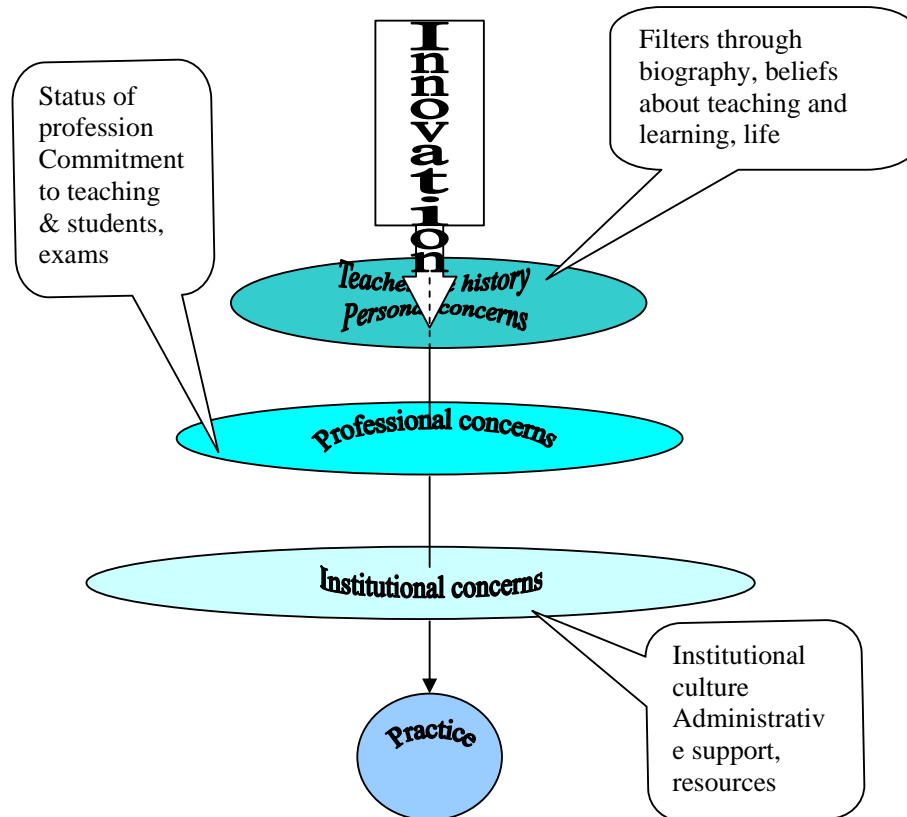 Innovation
Filters through
biography, beliefs
about teaching and
learning, life
Status of
profession
Commitment
to teaching
& students,
exams
history
Personal concerns
Professional concerns
Institutional concerns
Institutional
culture
Administrativ
e support,
resources
Practice